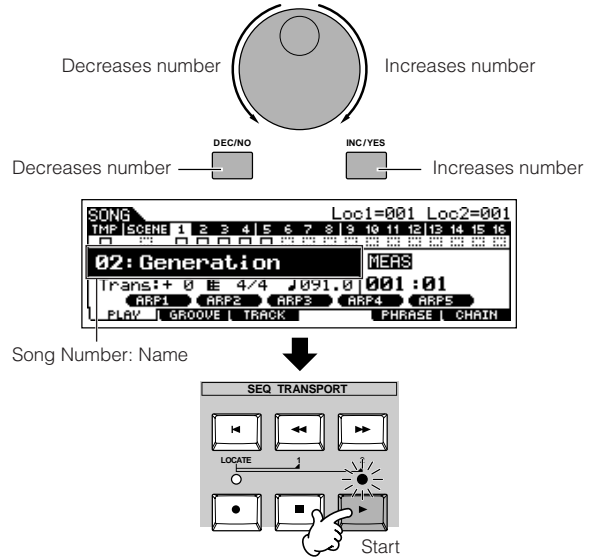 Decreases number
Increases number
DEC/NO
INC/YES
Decreases number
Increases number
SONG Loc1=001 Loc2=001
TMP SCENE 1 2 3 4 5 6 7 8 9 10 11 12 13 14 15 16
02:Generation
MEAS
Trans:+ 0 4/4 ♩091.0 001:01
ARP1 ARP2 ARP3 ARP4 ARP5
PLAY GROOVE TRACK PHRASE CHAIN
Song Number: Name
SEQ TRANSPORT
LOCATE 1 2
Start